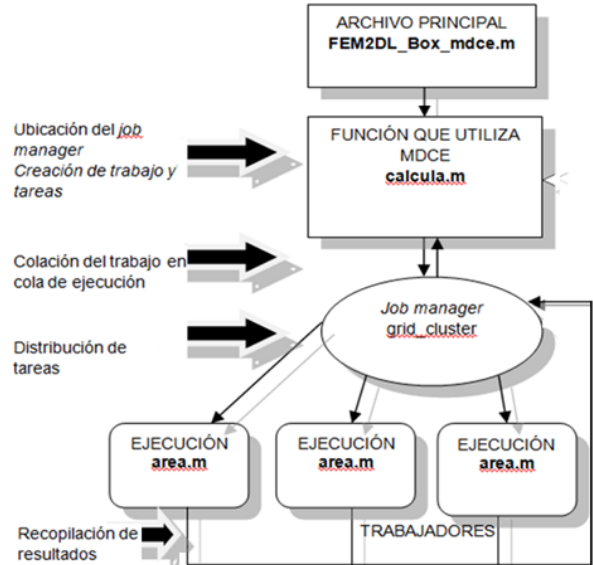 ARCHIVO PRINCIPAL
FEM2DL_Box_mdce.m
Ubicación del job
manager
Creación de trabajo y
tareas
FUNCIÓN QUE UTILIZA
MDCE
calcula.m
Colación del trabajo en
cola de ejecución
Job manager
grid_cluster
Distribución de
tareas
EJECUCIÓN
area.m
EJECUCIÓN
area.m
EJECUCIÓN
area.m
TRABAJADORES
Recopilación de
resultados